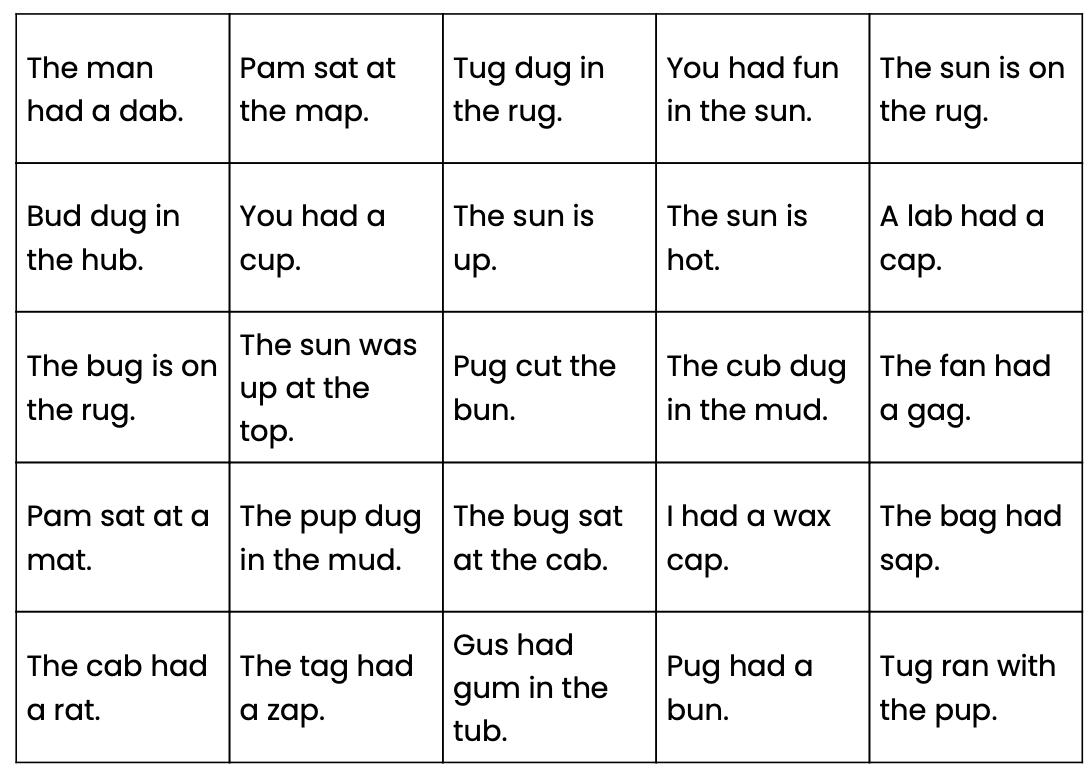 The man
had a dab.
Pam sat at
the map.
Tug dug in
the rug.
You had fun
in the sun.
The sun is on
the rug.
Bud dug in
the hub.
You had a
cup.
The sun is
up.
The sun is
hot.
A lab had a
cap.
The bug is on
the rug.
The sun was
up at the
top.
Pug cut the
bun.
The cub dug
in the mud.
The fan had
a gag.
Pam sat at a
mat.
The pup dug
in the mud.
The bug sat
at the cab.
I had a wax
cap.
The bag had
sap.
The cab had
a rat.
The tag had
a zap.
Gus had
gum in the
tub.
Pug had a
bun.
Tug ran with
the pup.